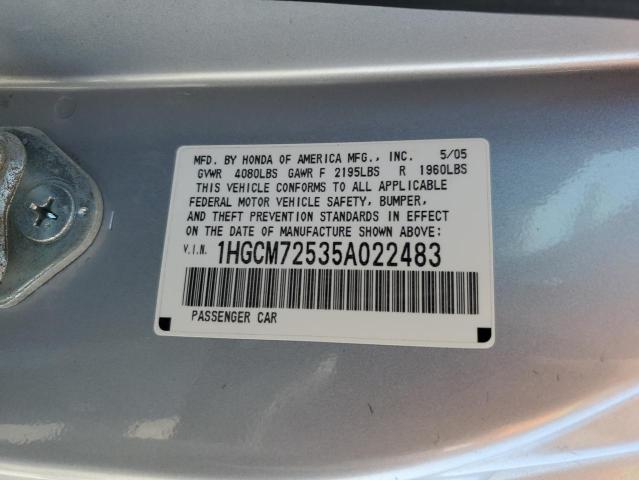 MFD. BY HONDA OF AMERICA MFG., INC. 5/05
GVWR 4080LBS GAWR F 2195LBS R 1960LBS
THIS VEHICLE CONFORMS TO ALL APPLICABLE
FEDERAL MOTOR VEHICLE SAFETY, BUMPER,
AND THEFT PREVENTION STANDARDS IN EFFECT
ON THE DATE OF MANUFACTURE SHOWN ABOVE:
V.I.N. 1HGCM72535A022483
PASSENGER CAR